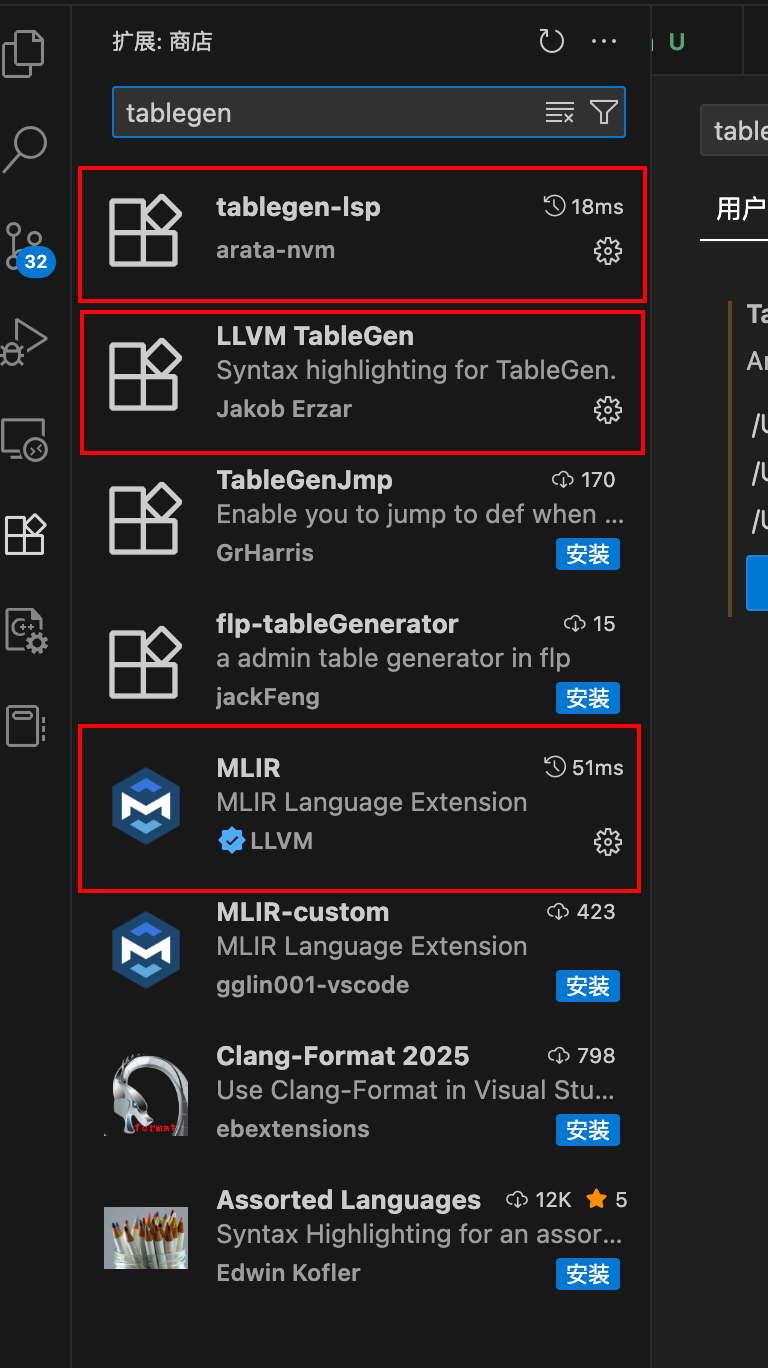 扩展: 商店
U
tablegen
32
tablegen-lsp
18ms
arata-nvm
LLVM TableGen
Syntax highlighting for TableGen.
Jakob Erzar
TableGenJmp
170
Enable you to jump to def when ...
GrHarris
安装
flp-tableGenerator
15
a admin table generator in flp
jackFeng
安装
MLIR
51ms
MLIR Language Extension
LLVM
MLIR-custom
423
MLIR Language Extension
gglin001-vscode
安装
Clang-Format 2025
798
Use Clang-Format in Visual Stu...
format
ebextensions
安装
Assorted Languages
12K
5
Syntax Highlighting for an assor...
Edwin Kofler
安装
table
用户
Ta
/U
/U
/U